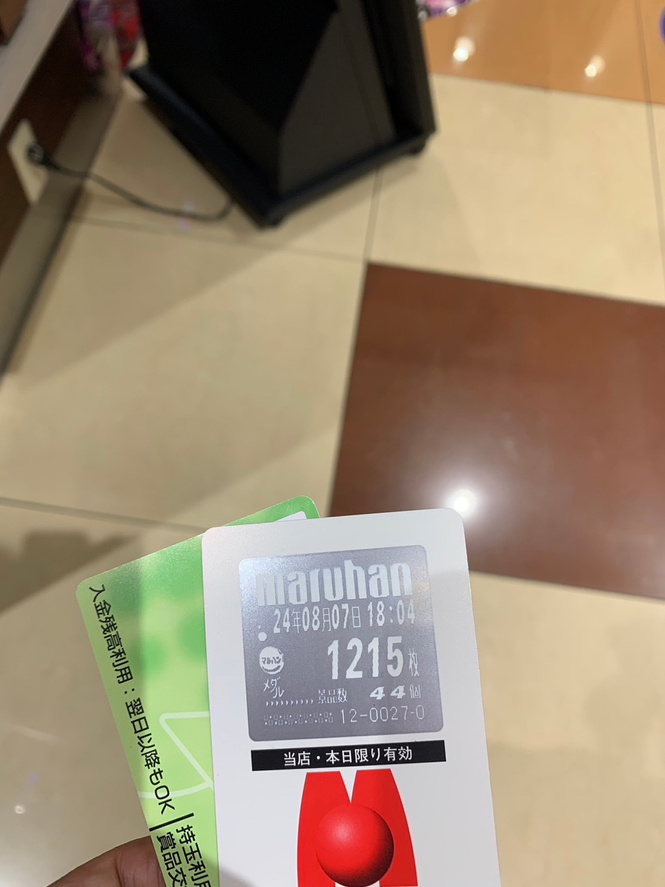 maruhan
24年08月07日 18:04
マルハン
1215枚
メダル
景品数 44個
12-0027-0
当店・本日限り有効
入金残高利用：翌日以降もOK
持玉利用
賞品交